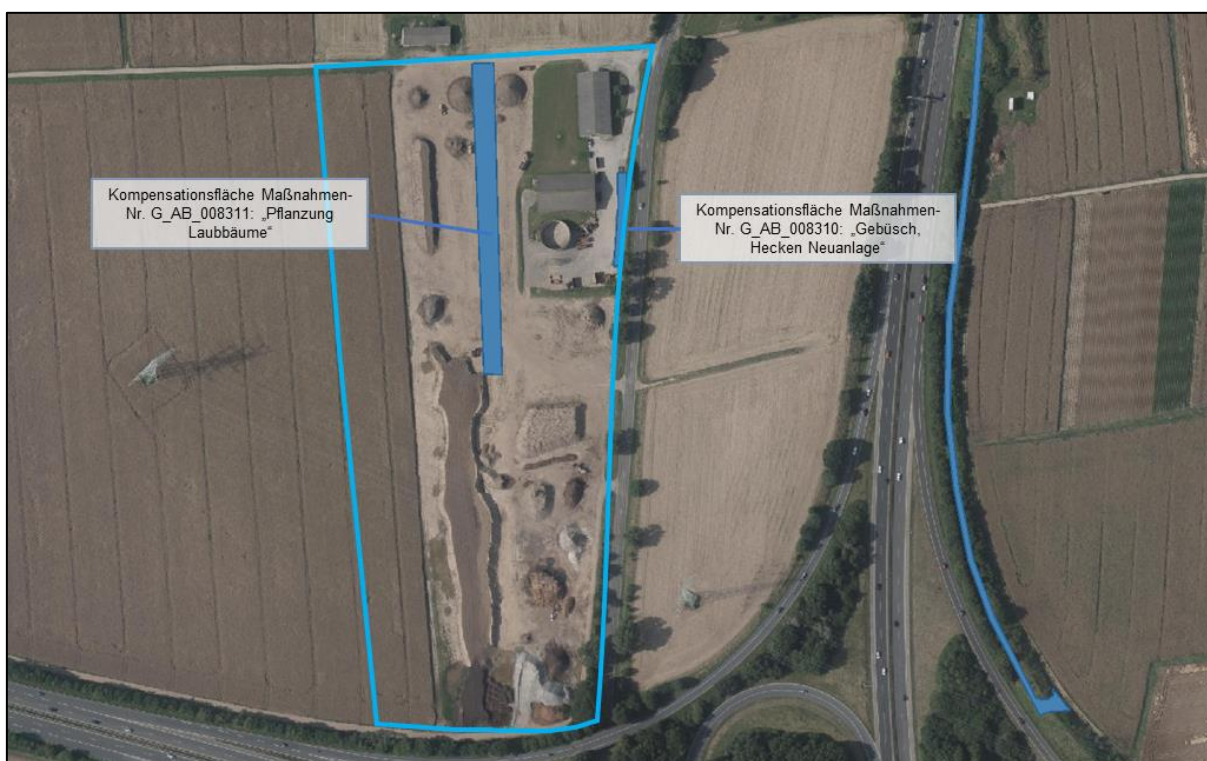 Kompensationsfläche Maßnahmen-
Nr. G_AB_008311: „Pflanzung
Laubbäume“
Kompensationsfläche Maßnahmen-
Nr. G_AB_008310: „Gebüsch,
Hecken Neuanlage“